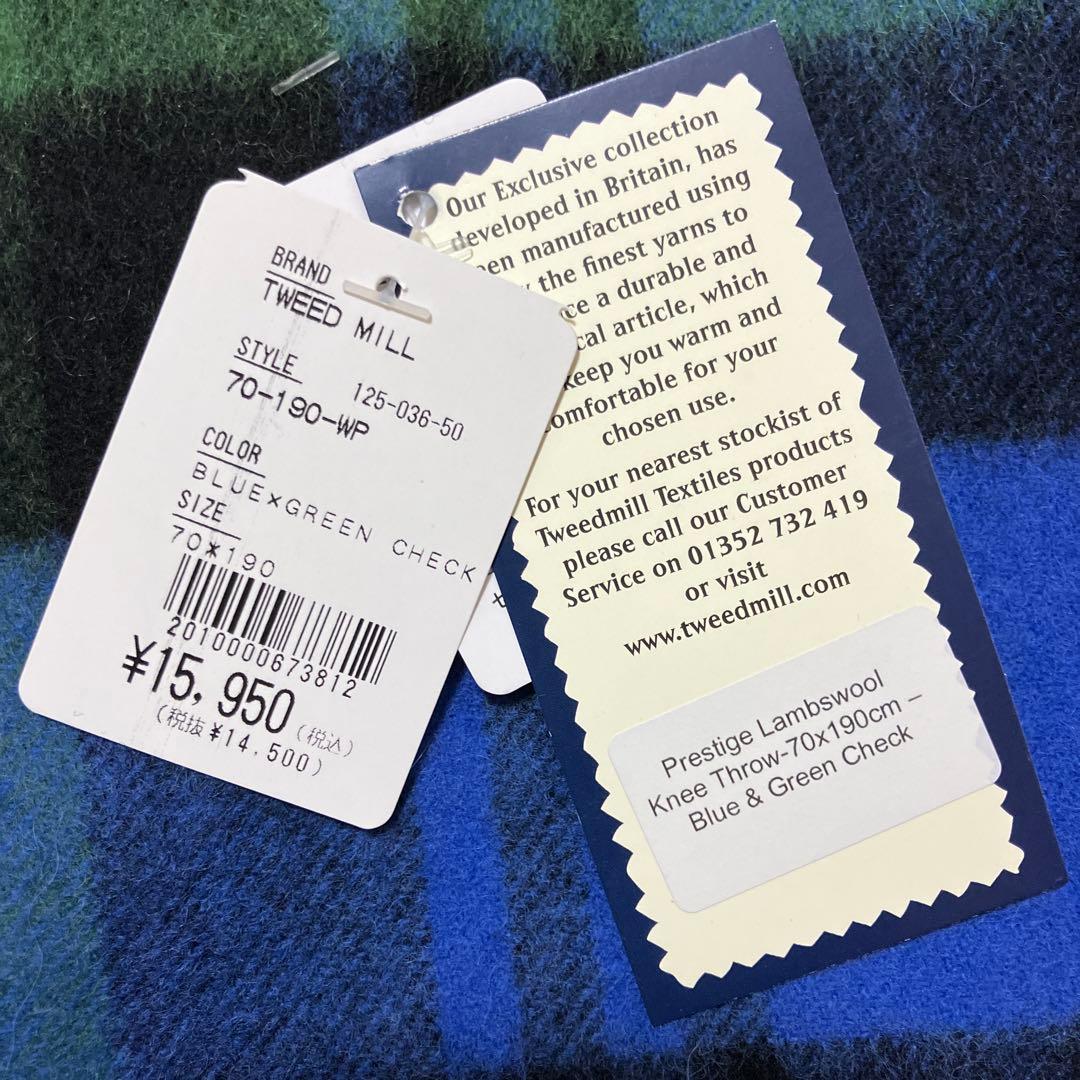 BRAND
TWEED MILL
STYLE
70-190-WP
125-036-50
COLOR
BLUE×GREEN CHECK
SIZE
70*190
2010000673812
¥15,950 (税込)
(税抜 ¥14,500)
Our Exclusive collection
developed in Britain, has
manufactured using
the finest yarns to
a durable and
article, which
keep you warm and
comfortable for your
chosen use.
For your nearest stockist of
Tweedmill Textiles products
please call our Customer
Service on 01352 732 419
or visit
www.tweedmill.com
Prestige Lambswool
Knee Throw-70x190cm –
Blue & Green Check